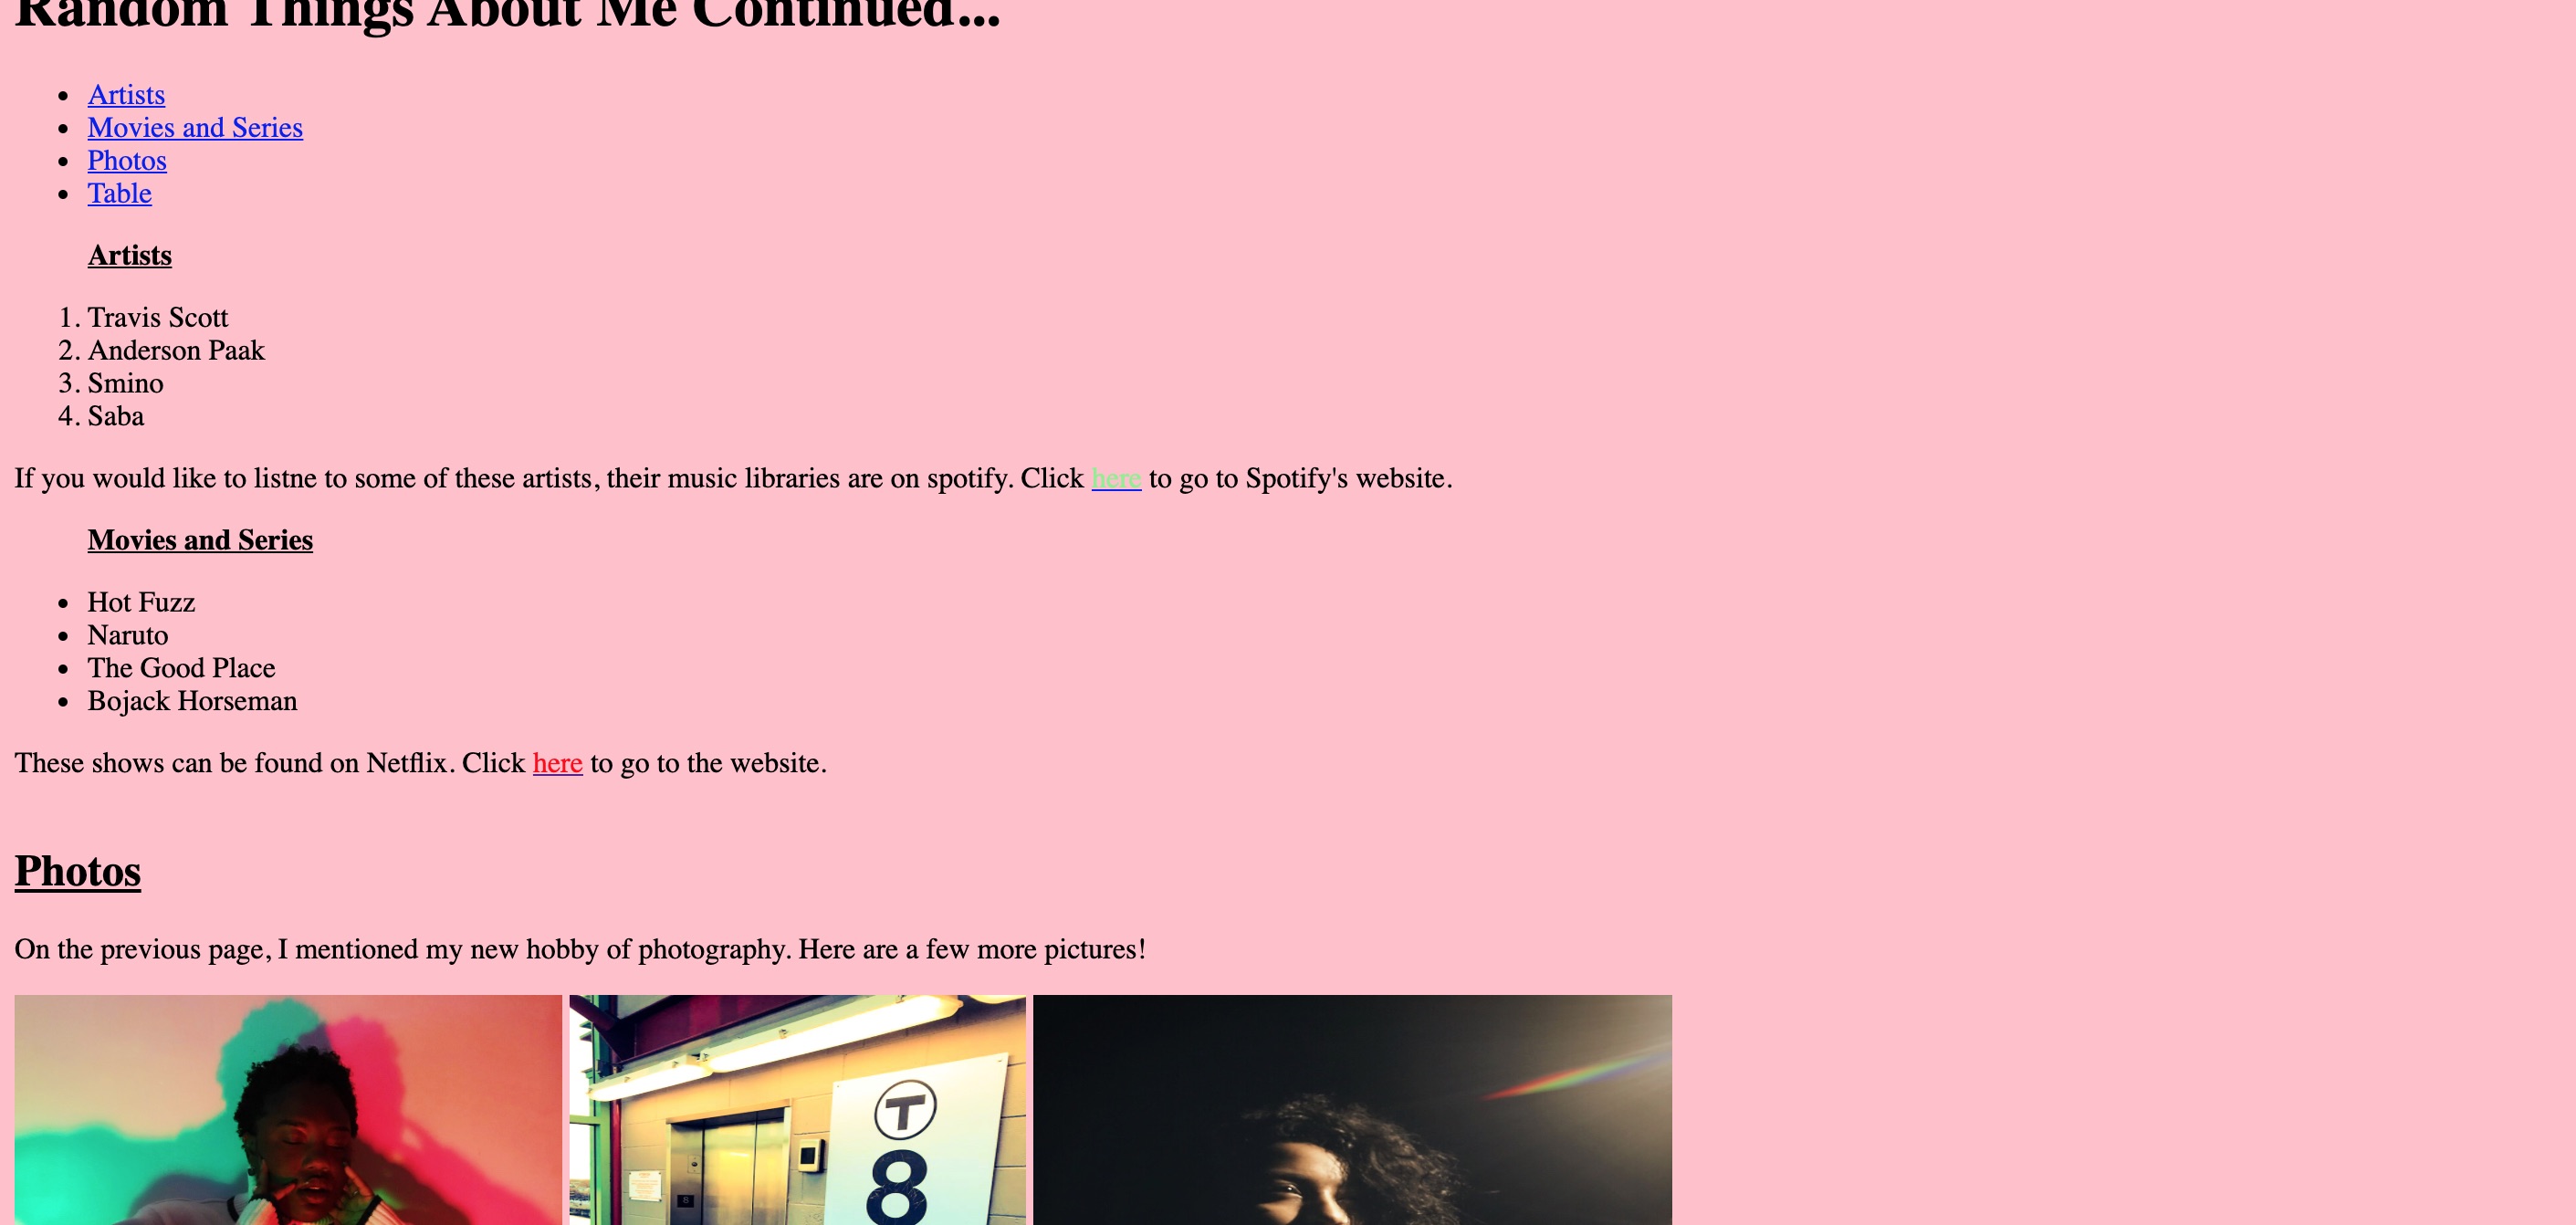 Random Things About Me Continued...
• Artists
• Movies and Series
• Photos
• Table
Artists
1. Travis Scott
2. Anderson Paak
3. Smino
4. Saba
If you would like to listne to some of these artists, their music libraries are on spotify. Click here to go to Spotify's website.
Movies and Series
• Hot Fuzz
• Naruto
• The Good Place
• Bojack Horseman
These shows can be found on Netflix. Click here to go to the website.
Photos
On the previous page, I mentioned my new hobby of photography. Here are a few more pictures!
T
8
8